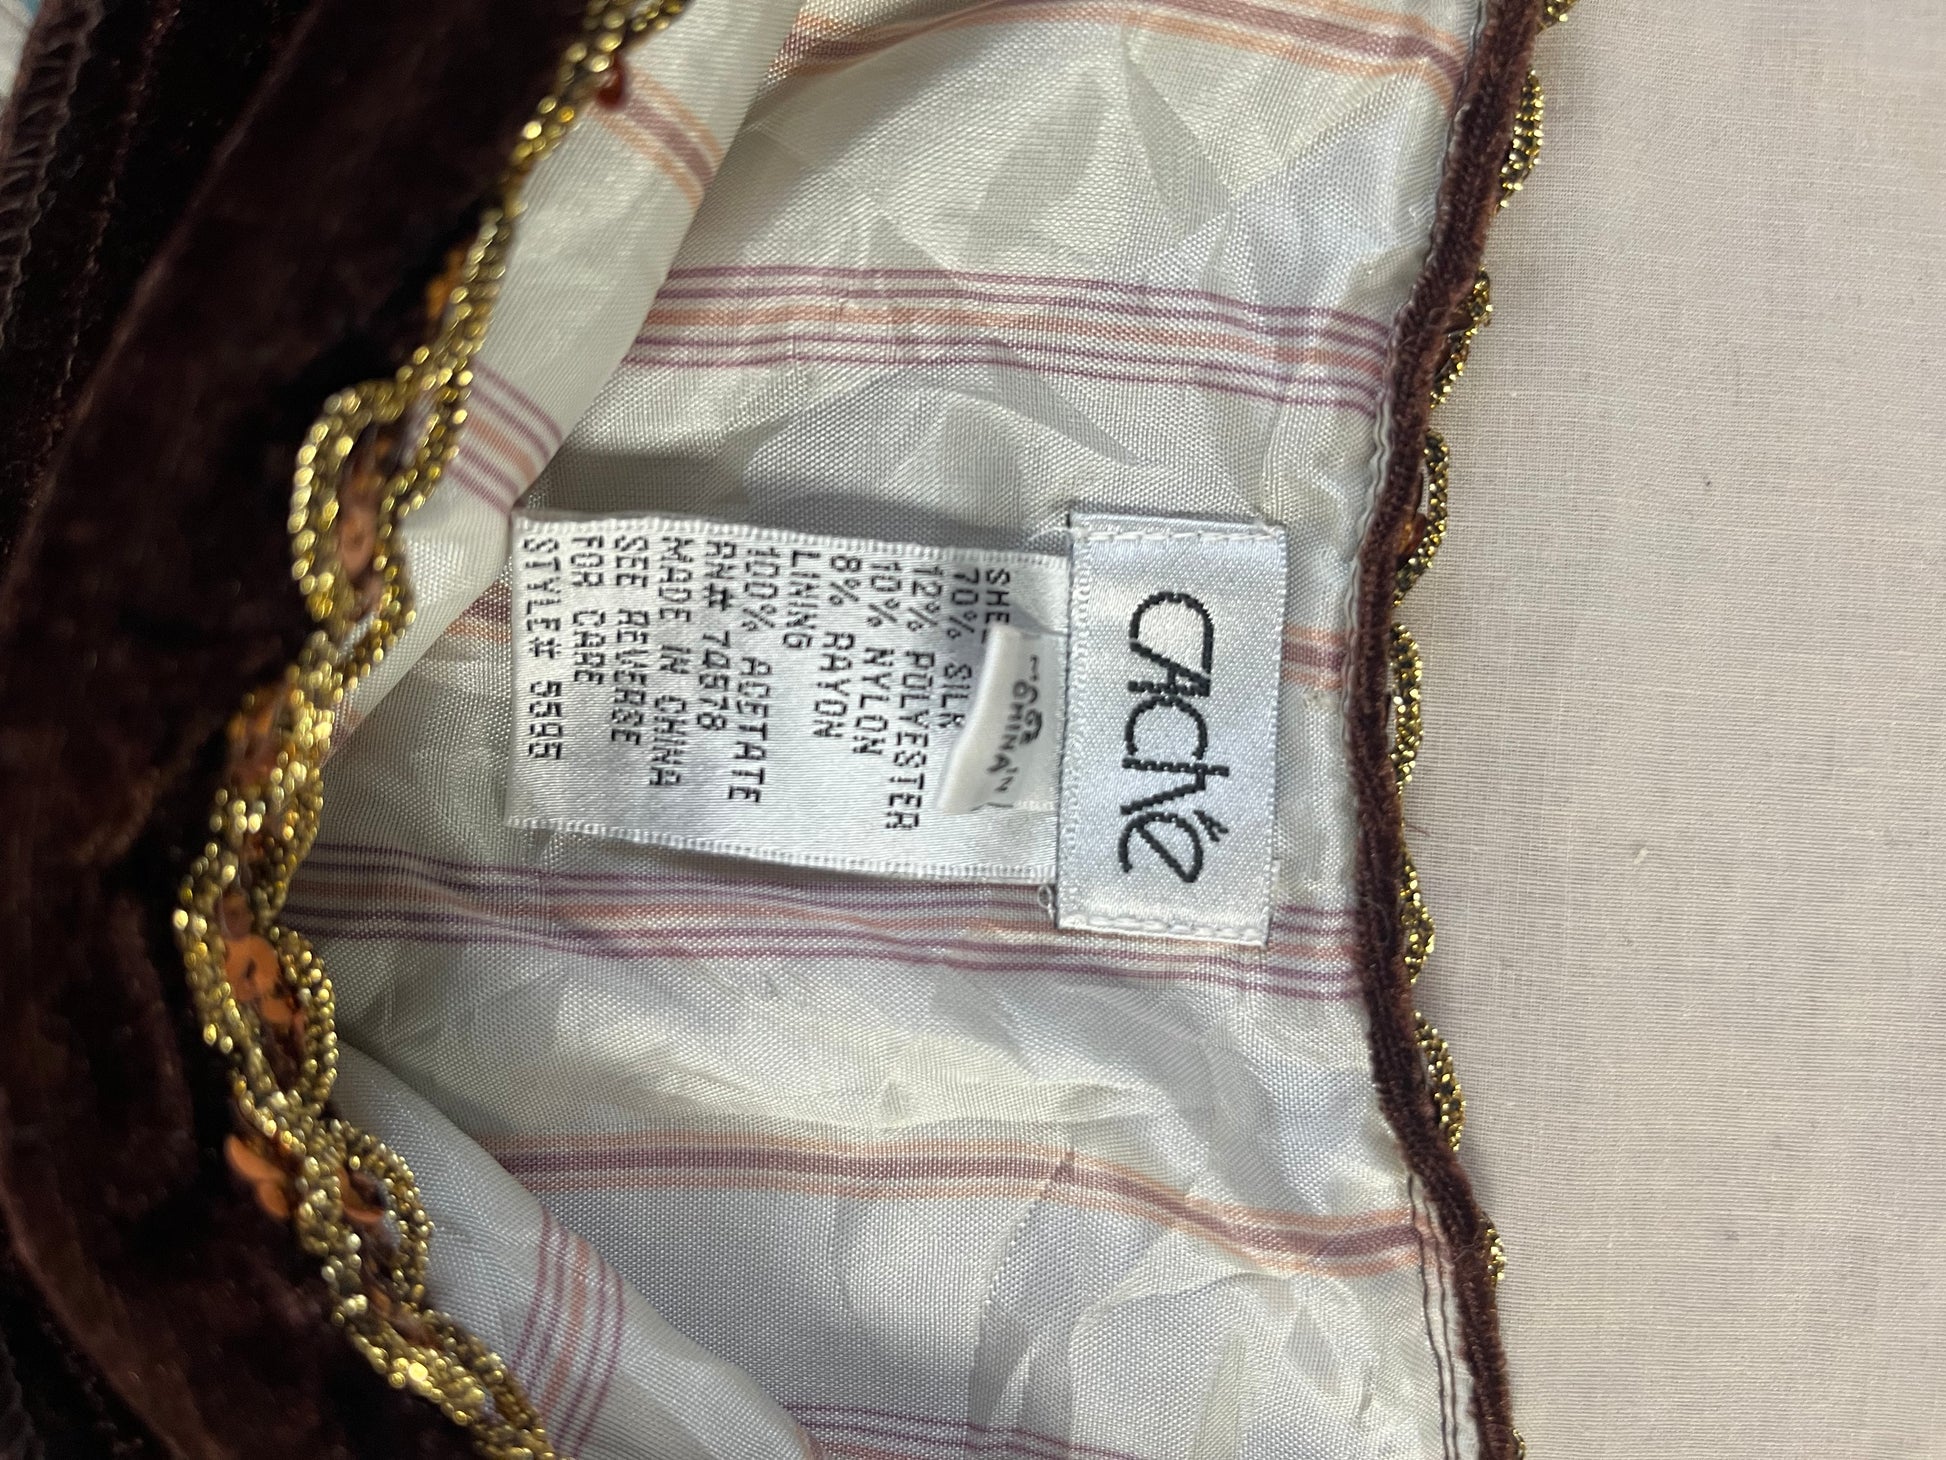 CAChé
SHE
70% SILK
12% POLYESTER
10% NYLON
8% RAYON
LINING
100% ACETATE
RN# 74578
MADE IN CHINA
SEE REVERSE
FOR CARE
STYLE# 5595